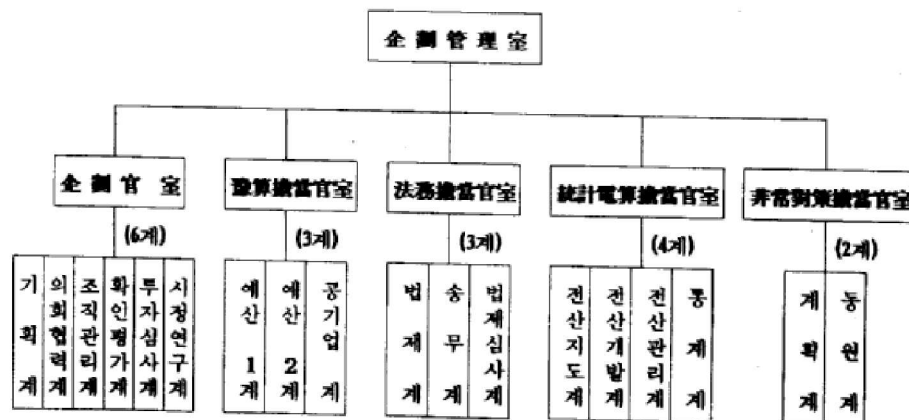 企劃管理室
企劃官室
豫算擔當官室
法務擔當官室
統計電算擔當官室
非常對策擔當官室
(6계)
(3계)
(3계)
(4계)
(2계)
기획계
의회협력계
조직관리계
확인평가계
투자심사계
시정연구계
예산1계
예산2계
공기업계
법제계
송무계
법제심사계
전산지도계
전산개발계
전산관리계
통계계
계획계
동원계